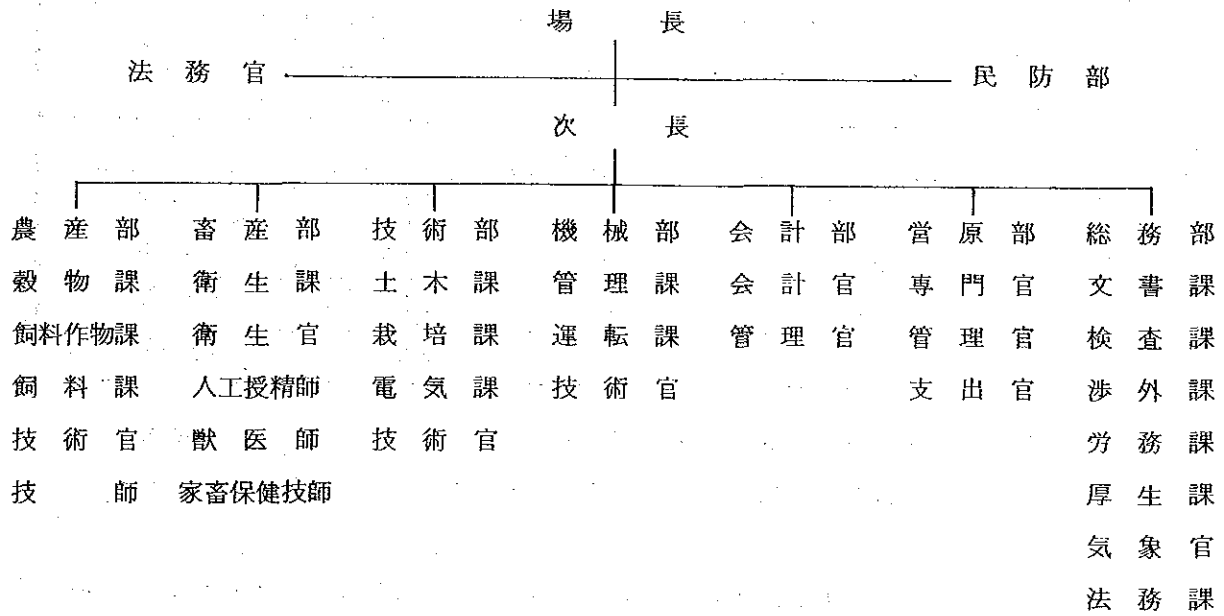 場長
法務官 民防部
次長
農産部 畜産部 技術部 機械部 会計部 営原部 総務部
穀物課 衛生課 土木課 管理課 会計官 専門官 文書課
飼料作物課 衛生官 栽培課 運転課 管理官 管理官 検査課
飼料課 人工授精師 電気課 技術官 支出官 渉外課
技術官 獣医師 技術官 労務課
技師 家畜保健技師 厚生課
気象官
法務課